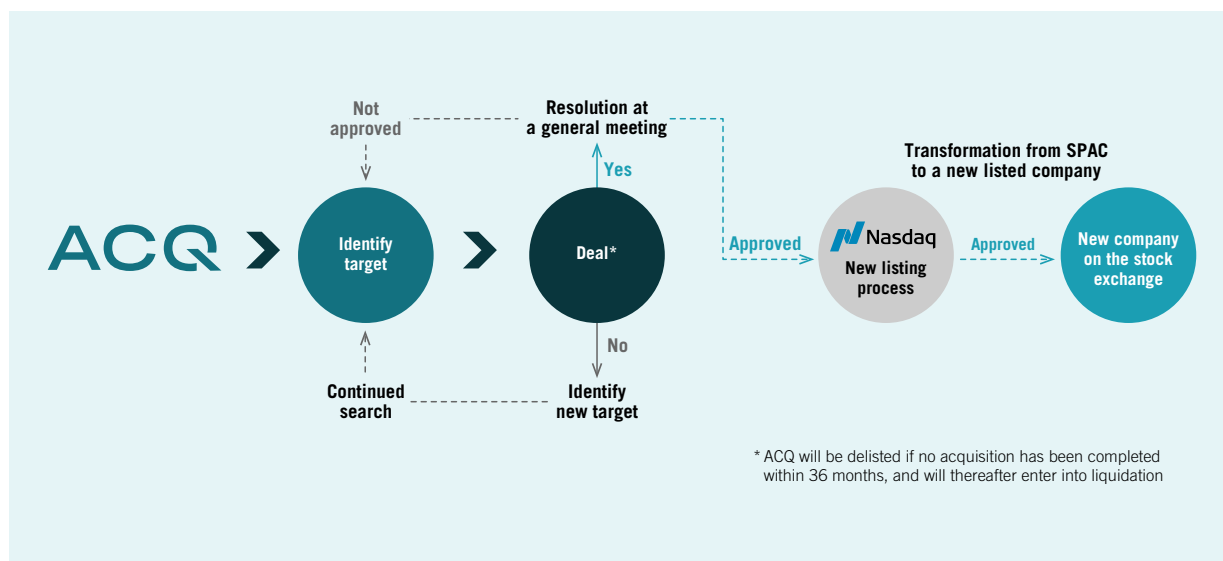 Not
approved
Resolution at
a general meeting
Yes
Transformation from SPAC
to a new listed company
ACQ
Identify
target
Deal*
Approved
Nasdaq
New listing
process
Approved
New company
on the stock
exchange
No
Continued
search
Identify
new target
* ACQ will be delisted if no acquisition has been completed
within 36 months, and will thereafter enter into liquidation